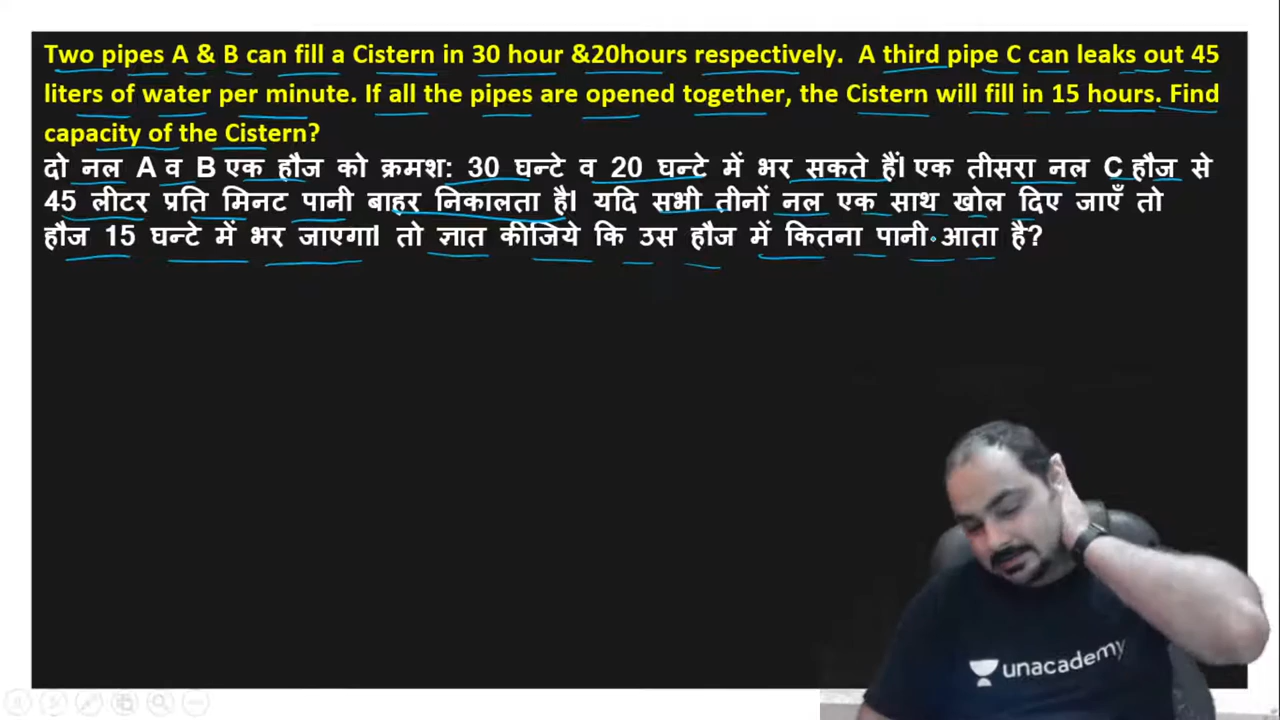 Two pipes A & B can fill a Cistern in 30 hour &20hours respectively. A third pipe C can leaks out 45
liters of water per minute. If all the pipes are opened together, the Cistern will fill in 15 hours. Find
capacity of the Cistern?
दो नल A व B एक हौज को क्रमश: 30 घन्टे व 20 घन्टे में भर सकते हैं। एक तीसरा नल C हौज से
45 लीटर प्रति मिनट पानी बाहर निकालता है। यदि सभी तीनों नल एक साथ खोल दिए जाएँ तो
हौज 15 घन्टे में भर जाएगा। तो ज्ञात कीजिये कि उस हौज में कितना पानी आता है?
unacademy